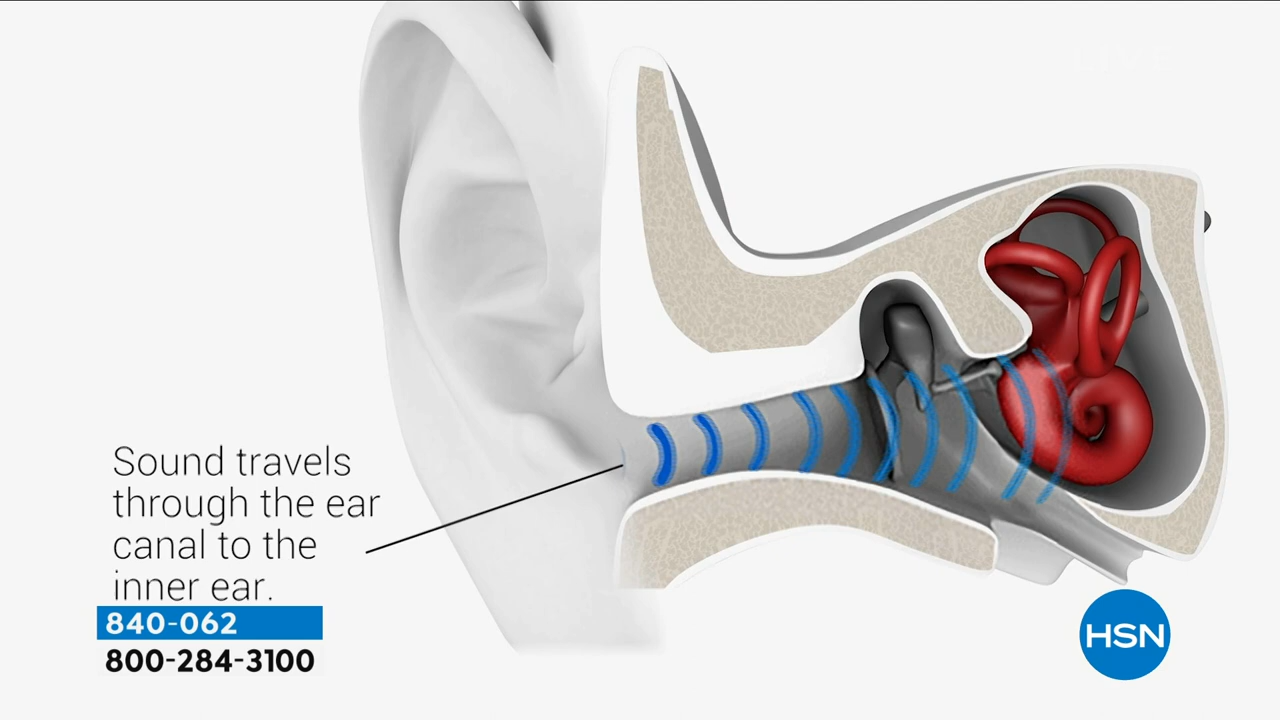 Sound travels
through the ear
canal to the
inner ear.
840-062
800-284-3100
HSN